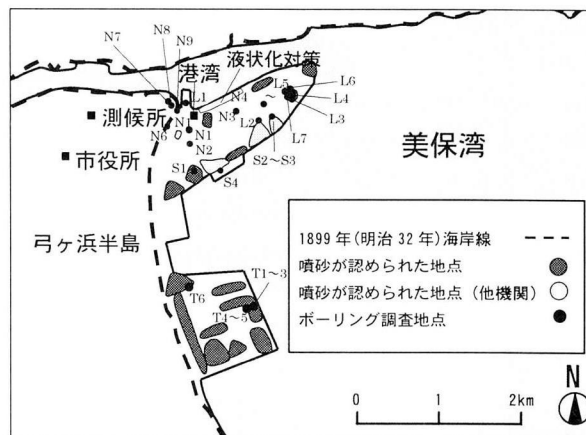 N8
N7
N9
港湾
液状化対策
L1
L5
L6
N4
L4
測候所
N1
N3
L3
N6
N1
L2
L7
美保湾
N2
S2～S3
市役所
S1
S4
弓ヶ浜半島
1899年(明治32年)海岸線
噴砂が認められた地点
噴砂が認められた地点（他機関）
ボーリング調査地点
T1～3
T6
T4～5
N
0 1 2km